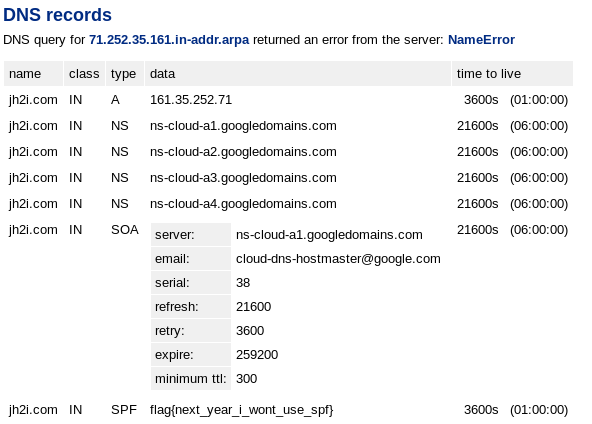 DNS records
DNS query for 71.252.35.161.in-addr.arpa returned an error from the server: NameError
name class type data time to live
jh2i.com IN A 161.35.252.71 3600s (01:00:00)
jh2i.com IN NS ns-cloud-a1.googledomains.com 21600s (06:00:00)
jh2i.com IN NS ns-cloud-a2.googledomains.com 21600s (06:00:00)
jh2i.com IN NS ns-cloud-a3.googledomains.com 21600s (06:00:00)
jh2i.com IN NS ns-cloud-a4.googledomains.com 21600s (06:00:00)
jh2i.com IN SOA server: ns-cloud-a1.googledomains.com 21600s (06:00:00)
email: cloud-dns-hostmaster@google.com
serial: 38
refresh: 21600
retry: 3600
expire: 259200
minimum ttl: 300
jh2i.com IN SPF flag{next_year_i_wont_use_spf} 3600s (01:00:00)